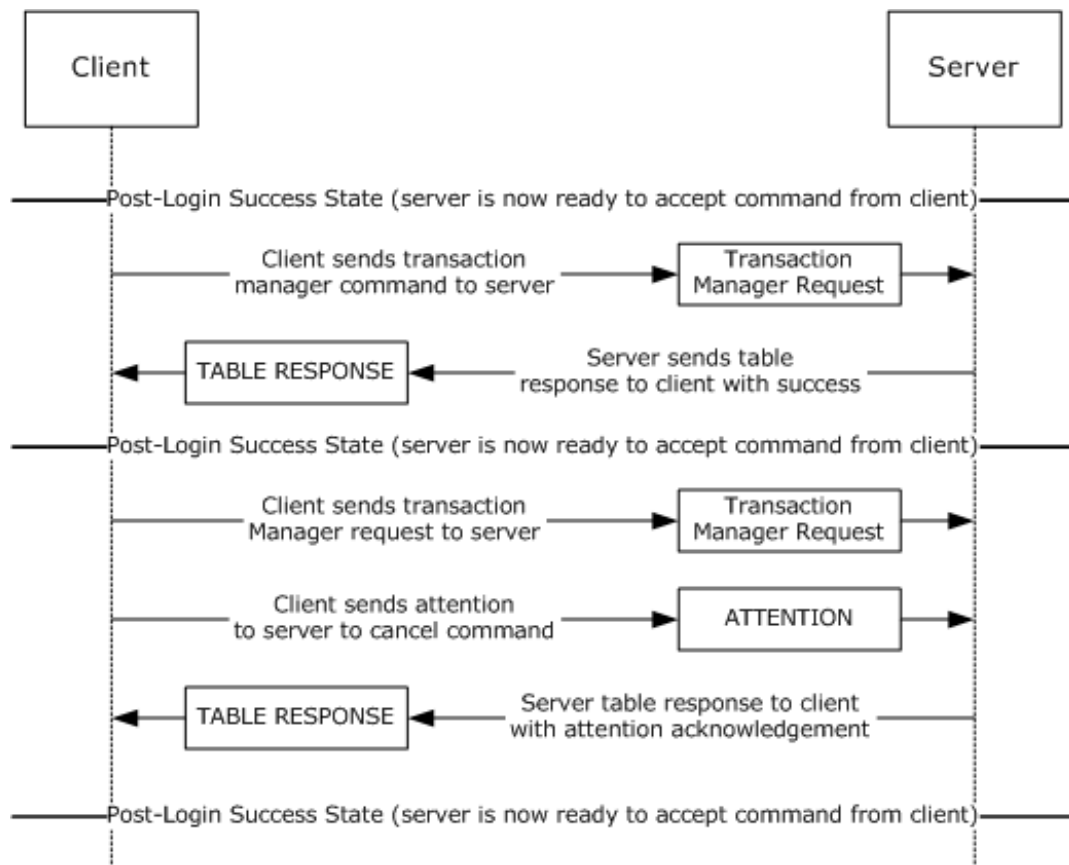 Client
Server
Post-Login Success State (server is now ready to accept command from client)
Client sends transaction
manager command to server
Transaction
Manager Request
Server sends table
response to client with success
TABLE RESPONSE
Post-Login Success State (server is now ready to accept command from client)
Client sends transaction
Manager request to server
Transaction
Manager Request
Client sends attention
to server to cancel command
ATTENTION
Server table response to client
with attention acknowledgement
TABLE RESPONSE
Post-Login Success State (server is now ready to accept command from client)